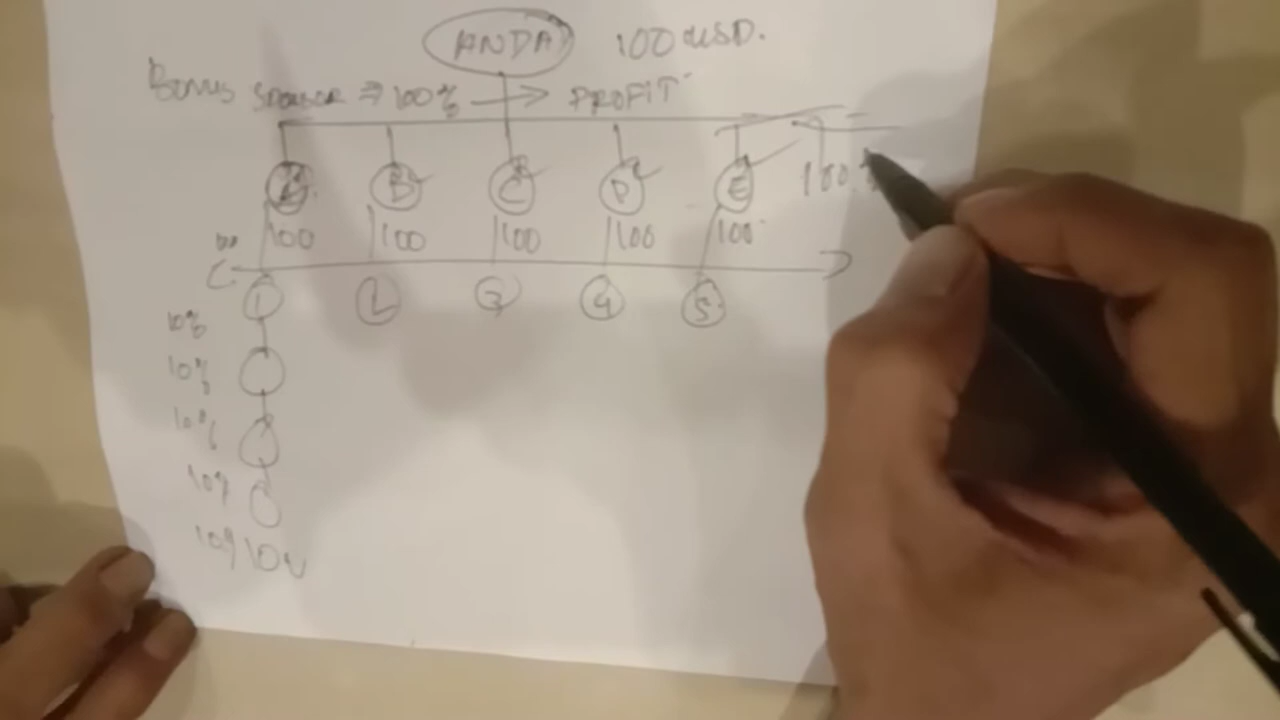 ANDA 100 USD.
Bonus sponsor ⇒ 100% → PROFIT
A B C D E 100
100 100 100 100 100
1 2 3 4 5
10%
10%
10%
10%
10% 10